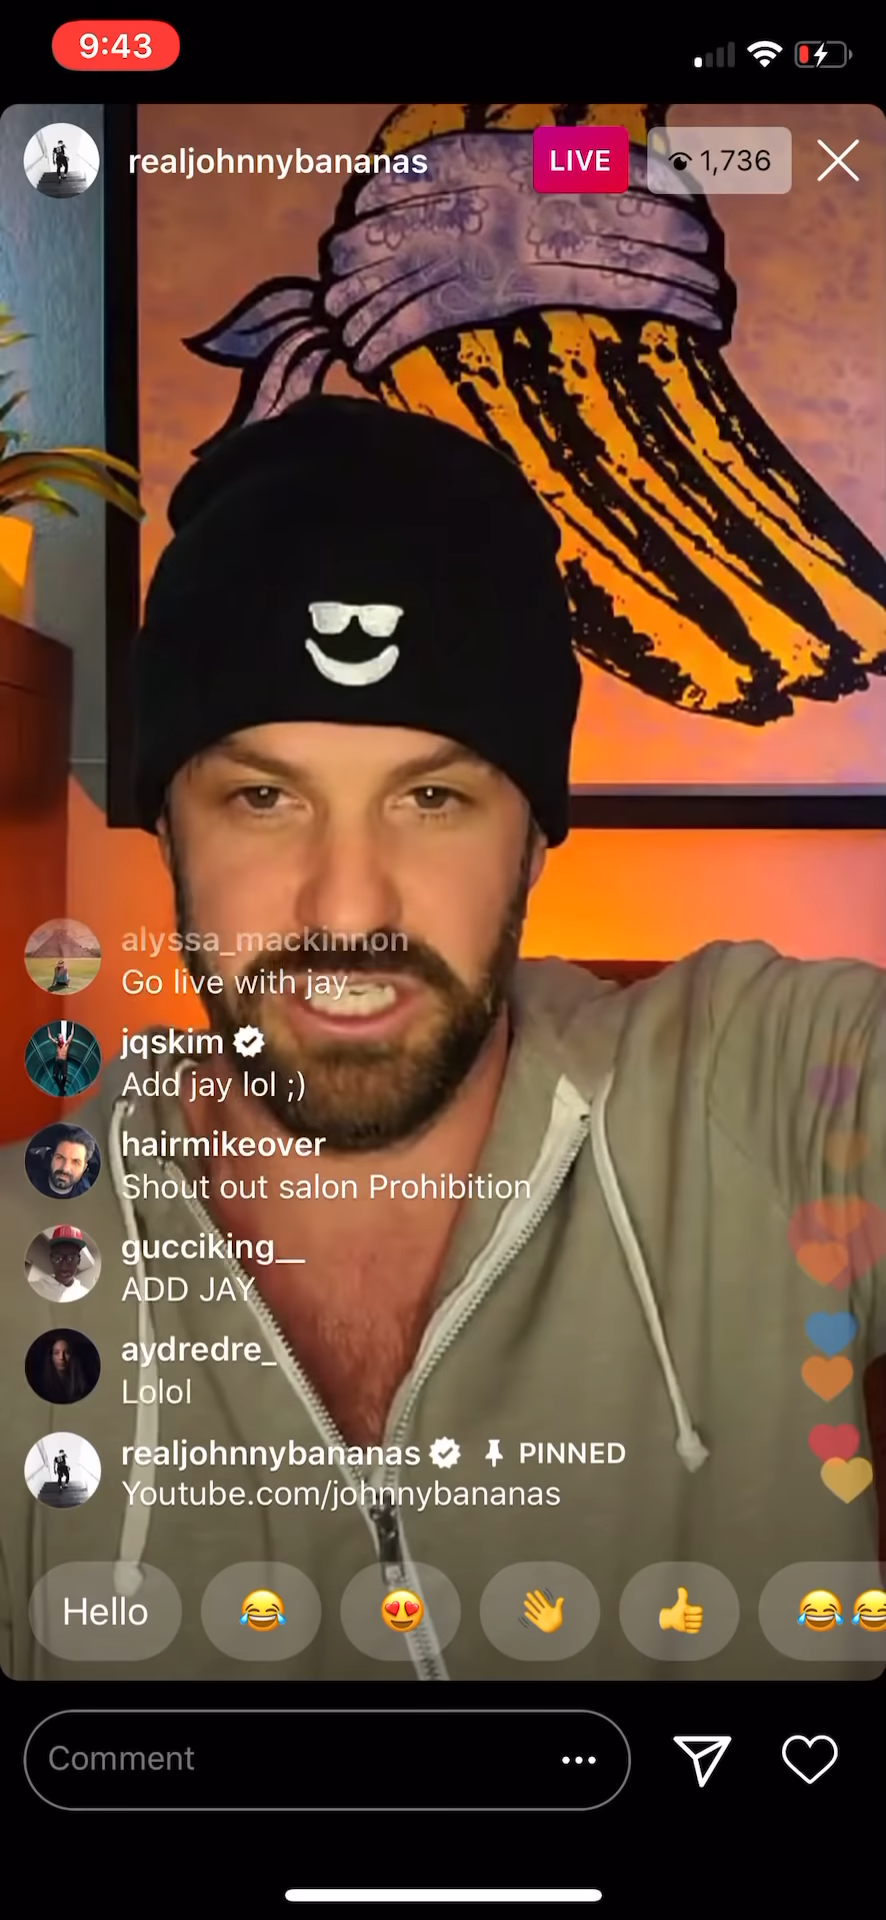 9:43
realjohnnybananas LIVE 1,736
alyssa_mackinnon
Go live with jay
jqskim
Add jay lol ;)
hairmikeover
Shout out salon Prohibition
gucciking__
ADD JAY
aydredre_
Lolol
realjohnnybananas PINNED
Youtube.com/johnnybananas
Hello 😂 😍 👋 👍 😂😂
Comment